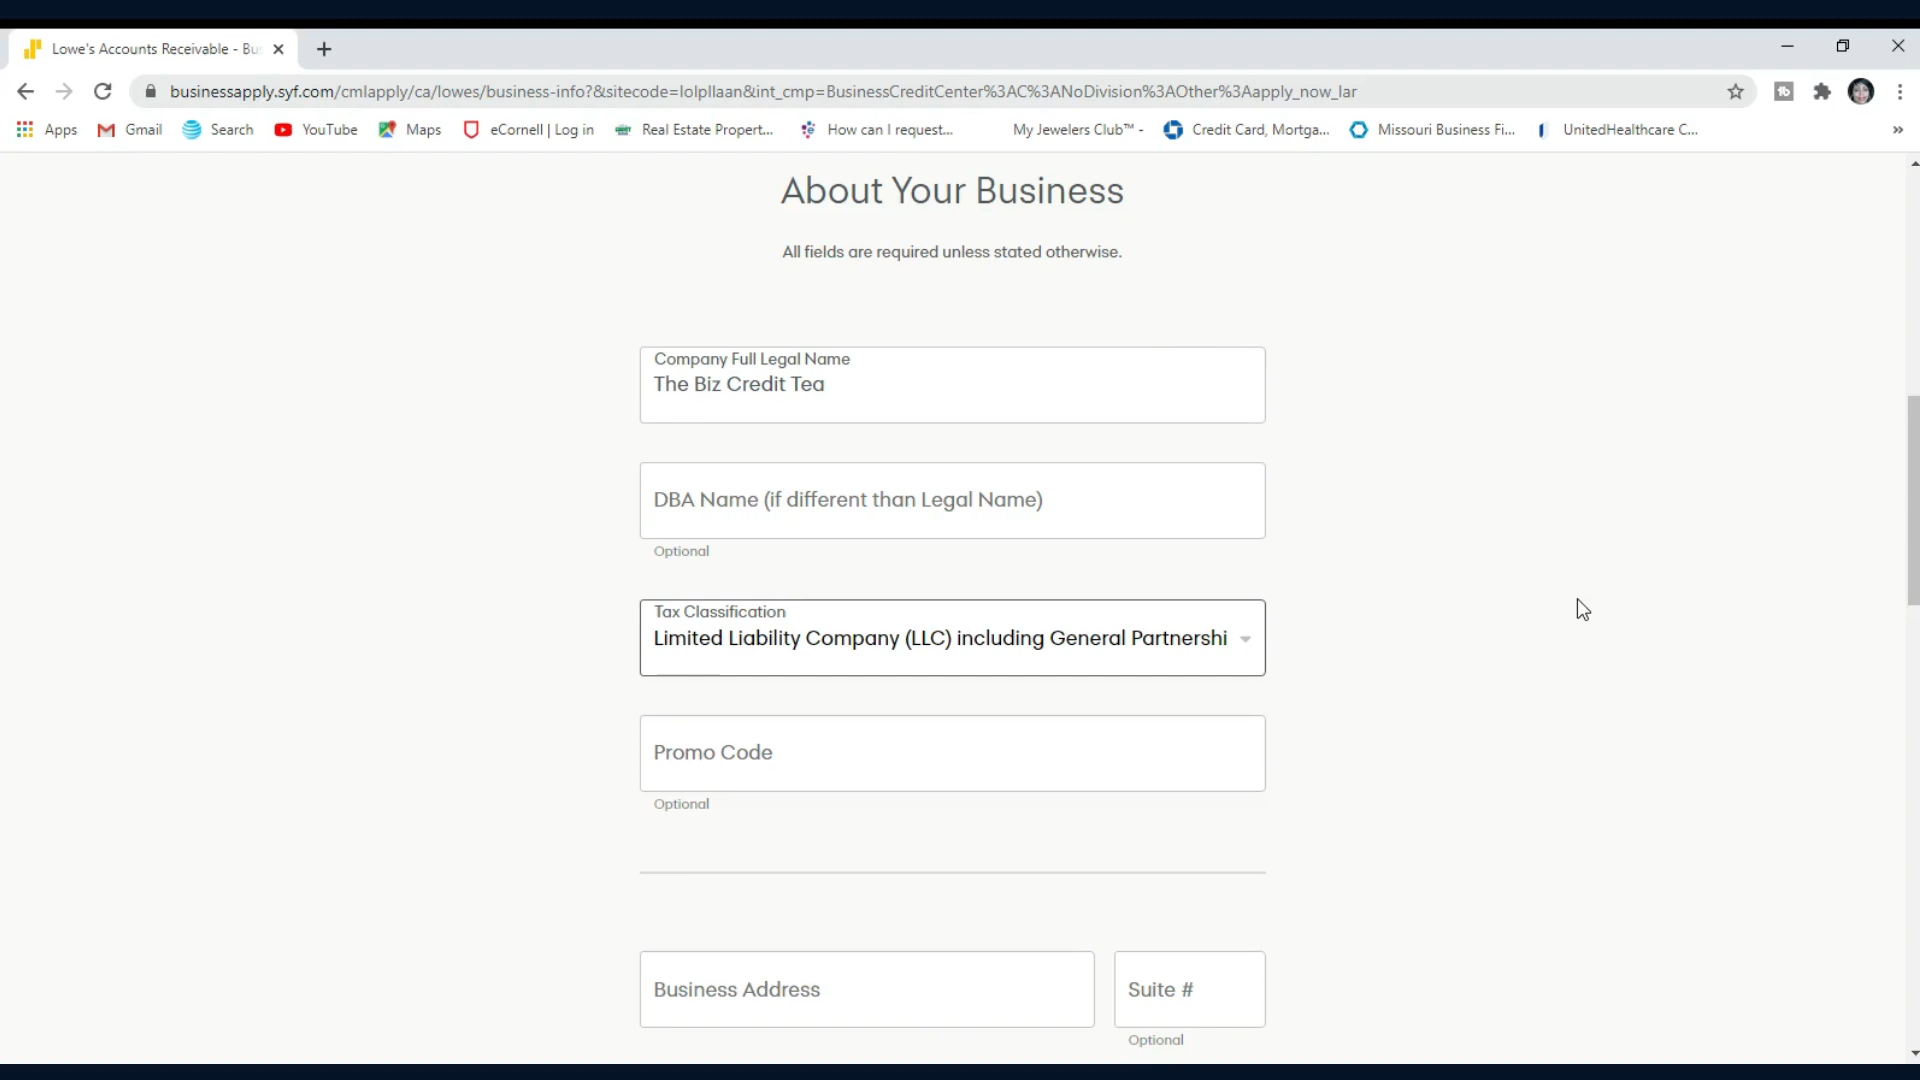 Lowe's Accounts Receivable - Bu
businessapply.syf.com/cmlapply/ca/lowes/business-info?&sitecode=lolpllaan&int_cmp=BusinessCreditCenter%3AC%3ANoDivision%3AOther%3Aapply_now_lar
Apps Gmail Search YouTube Maps eCornell | Log in Real Estate Propert... How can I request... My Jewelers Club™ - Credit Card, Mortga... Missouri Business Fi... UnitedHealthcare C... »
About Your Business
All fields are required unless stated otherwise.
Company Full Legal Name
The Biz Credit Tea
DBA Name (if different than Legal Name)
Optional
Tax Classification
Limited Liability Company (LLC) including General Partnershi
Promo Code
Optional
Business Address Suite #
Optional